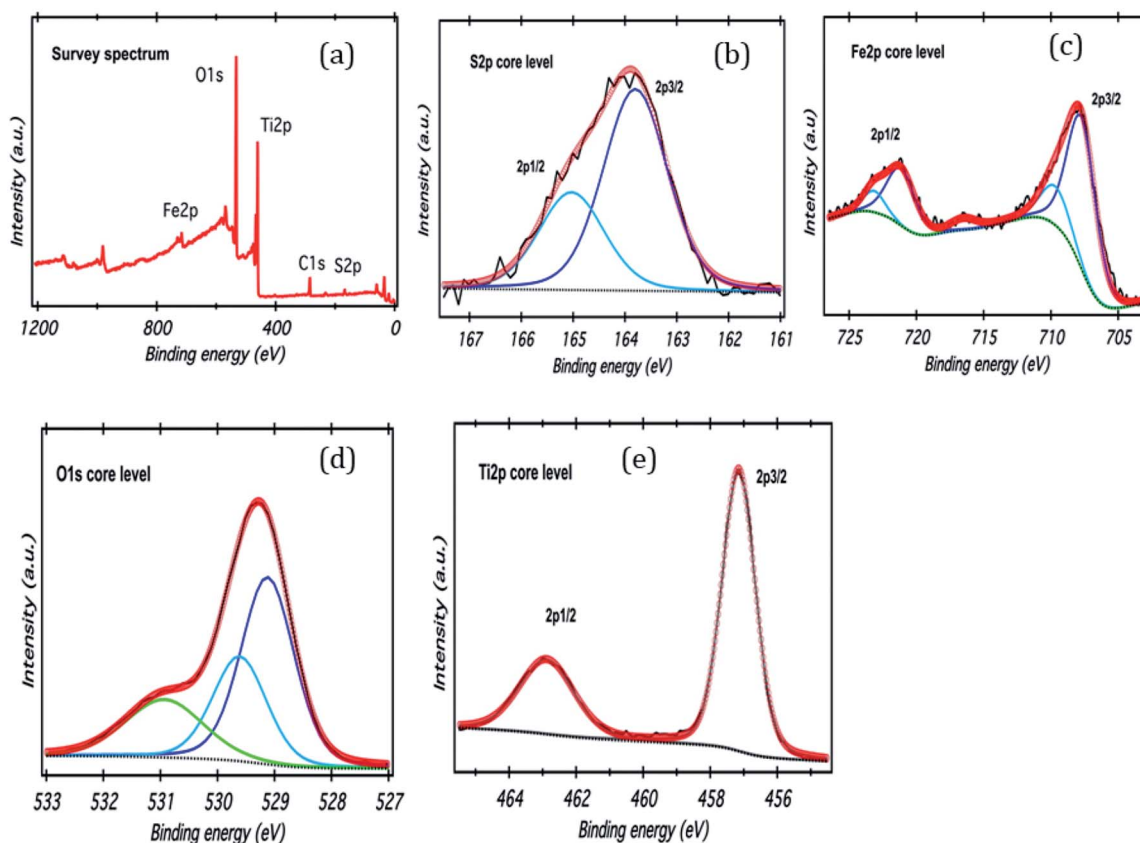 Survey spectrum
(a)
O1s
Ti2p
Fe2p
C1s S2p
Intensity (a.u.)
1200 800 400 0
Binding energy (eV)
S2p core level
(b)
2p3/2
2p1/2
Intensity (a.u.)
167 166 165 164 163 162 161
Binding energy (eV)
Fe2p core level
(c)
2p3/2
2p1/2
Intensity (a.u)
725 720 715 710 705
Binding energy (eV)
O1s core level
(d)
Intensity (a.u.)
533 532 531 530 529 528 527
Binding energy (eV)
Ti2p core level
(e)
2p3/2
2p1/2
Intensity (a.u.)
464 462 460 458 456
Binding energy (eV)